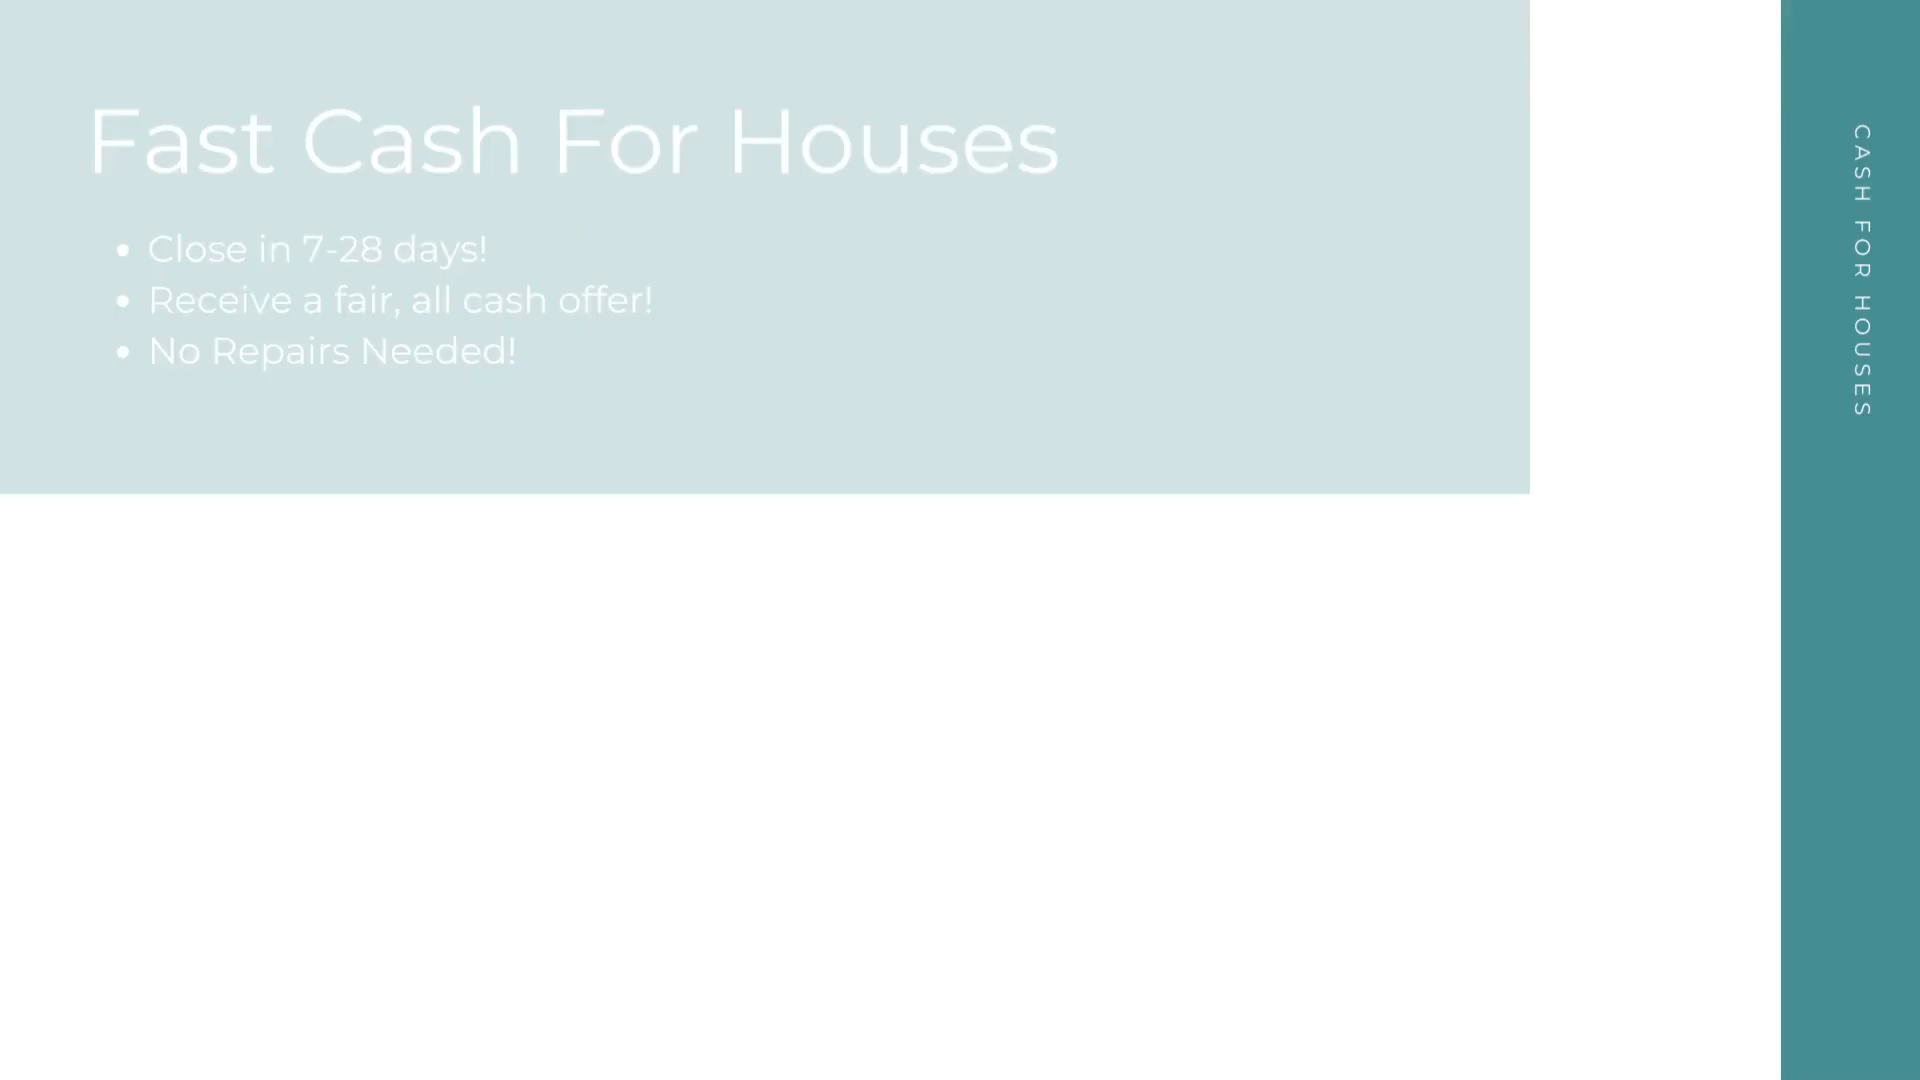 Fast Cash For Houses
• Close in 7-28 days!
• Receive a fair, all cash offer!
• No Repairs Needed!
CASH FOR HOUSES